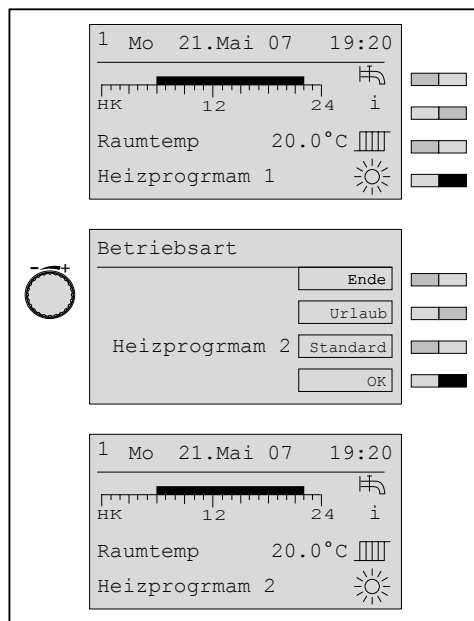 1 Mo 21.Mai 07 19:20
HK 12 24 i
Raumtemp 20.0°C
Heizprogrmam 1
Betriebsart
- +
Ende
Urlaub
Heizprogrmam 2 Standard
OK
1 Mo 21.Mai 07 19:20
HK 12 24 i
Raumtemp 20.0°C
Heizprogrmam 2